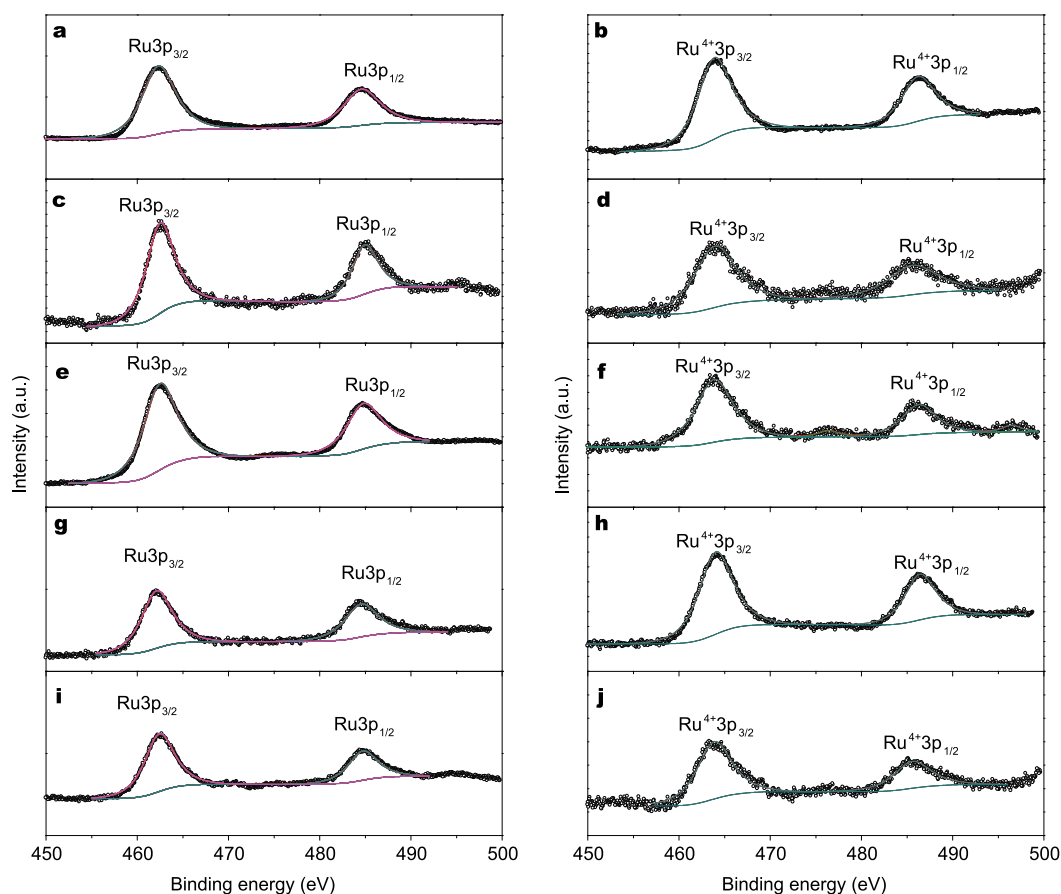 a
Ru3p3/2
Ru3p1/2
b
Ru4+3p3/2
Ru4+3p1/2
c
Ru3p3/2
Ru3p1/2
d
Ru4+3p3/2
Ru4+3p1/2
e
Ru3p3/2
Ru3p1/2
f
Ru4+3p3/2
Ru4+3p1/2
g
Ru3p3/2
Ru3p1/2
h
Ru4+3p3/2
Ru4+3p1/2
i
Ru3p3/2
Ru3p1/2
j
Ru4+3p3/2
Ru4+3p1/2
Intensity (a.u.)
Intensity (a.u.)
450 460 470 480 490 500
450 460 470 480 490 500
Binding energy (eV)
Binding energy (eV)